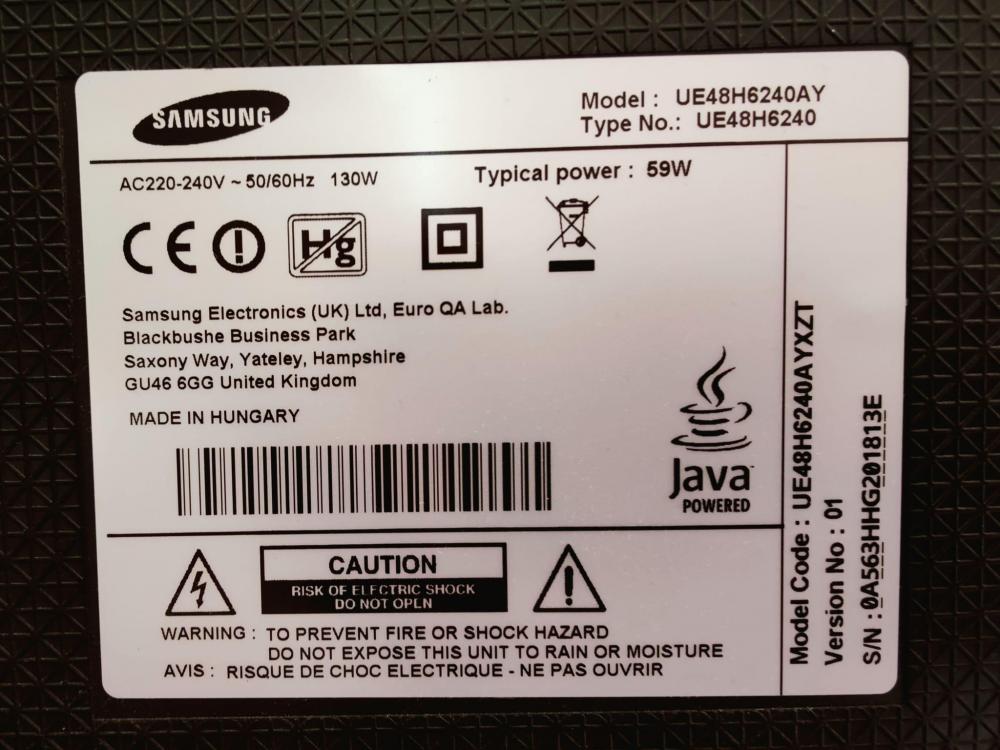 SAMSUNG
Model : UE48H6240AY
Type No.: UE48H6240
AC220-240V ~ 50/60Hz 130W
Typical power : 59W
CE
Hg
Samsung Electronics (UK) Ltd, Euro QA Lab.
Blackbushe Business Park
Saxony Way, Yateley, Hampshire
GU46 6GG United Kingdom
MADE IN HUNGARY
Java™
POWERED
CAUTION
RISK OF ELECTRIC SHOCK
DO NOT OPEN
WARNING : TO PREVENT FIRE OR SHOCK HAZARD
DO NOT EXPOSE THIS UNIT TO RAIN OR MOISTURE
AVIS : RISQUE DE CHOC ELECTRIQUE - NE PAS OUVRIR
Model Code : UE48H6240AYXZT
Version No : 01
S/N : 0A563HHG201813E